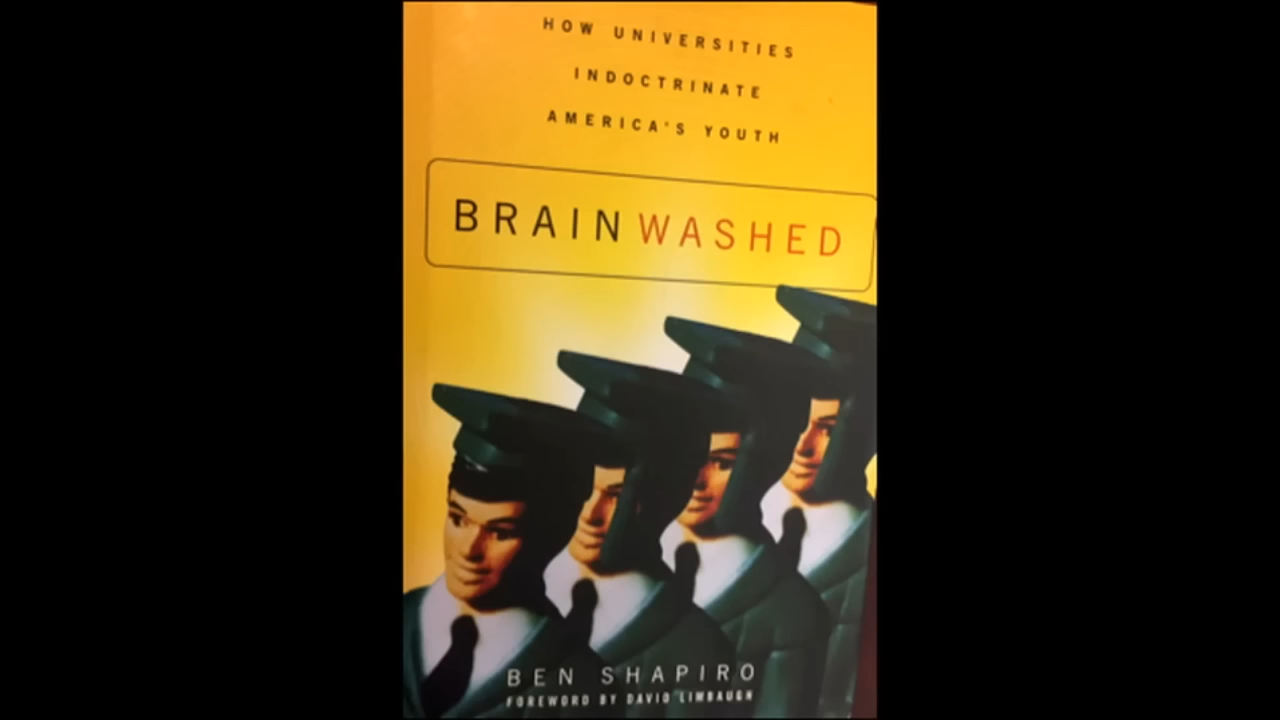 HOW UNIVERSITIES
INDOCTRINATE
AMERICA'S YOUTH
BRAINWASHED
BEN SHAPIRO
FOREWORD BY DAVID LIMBAUGH